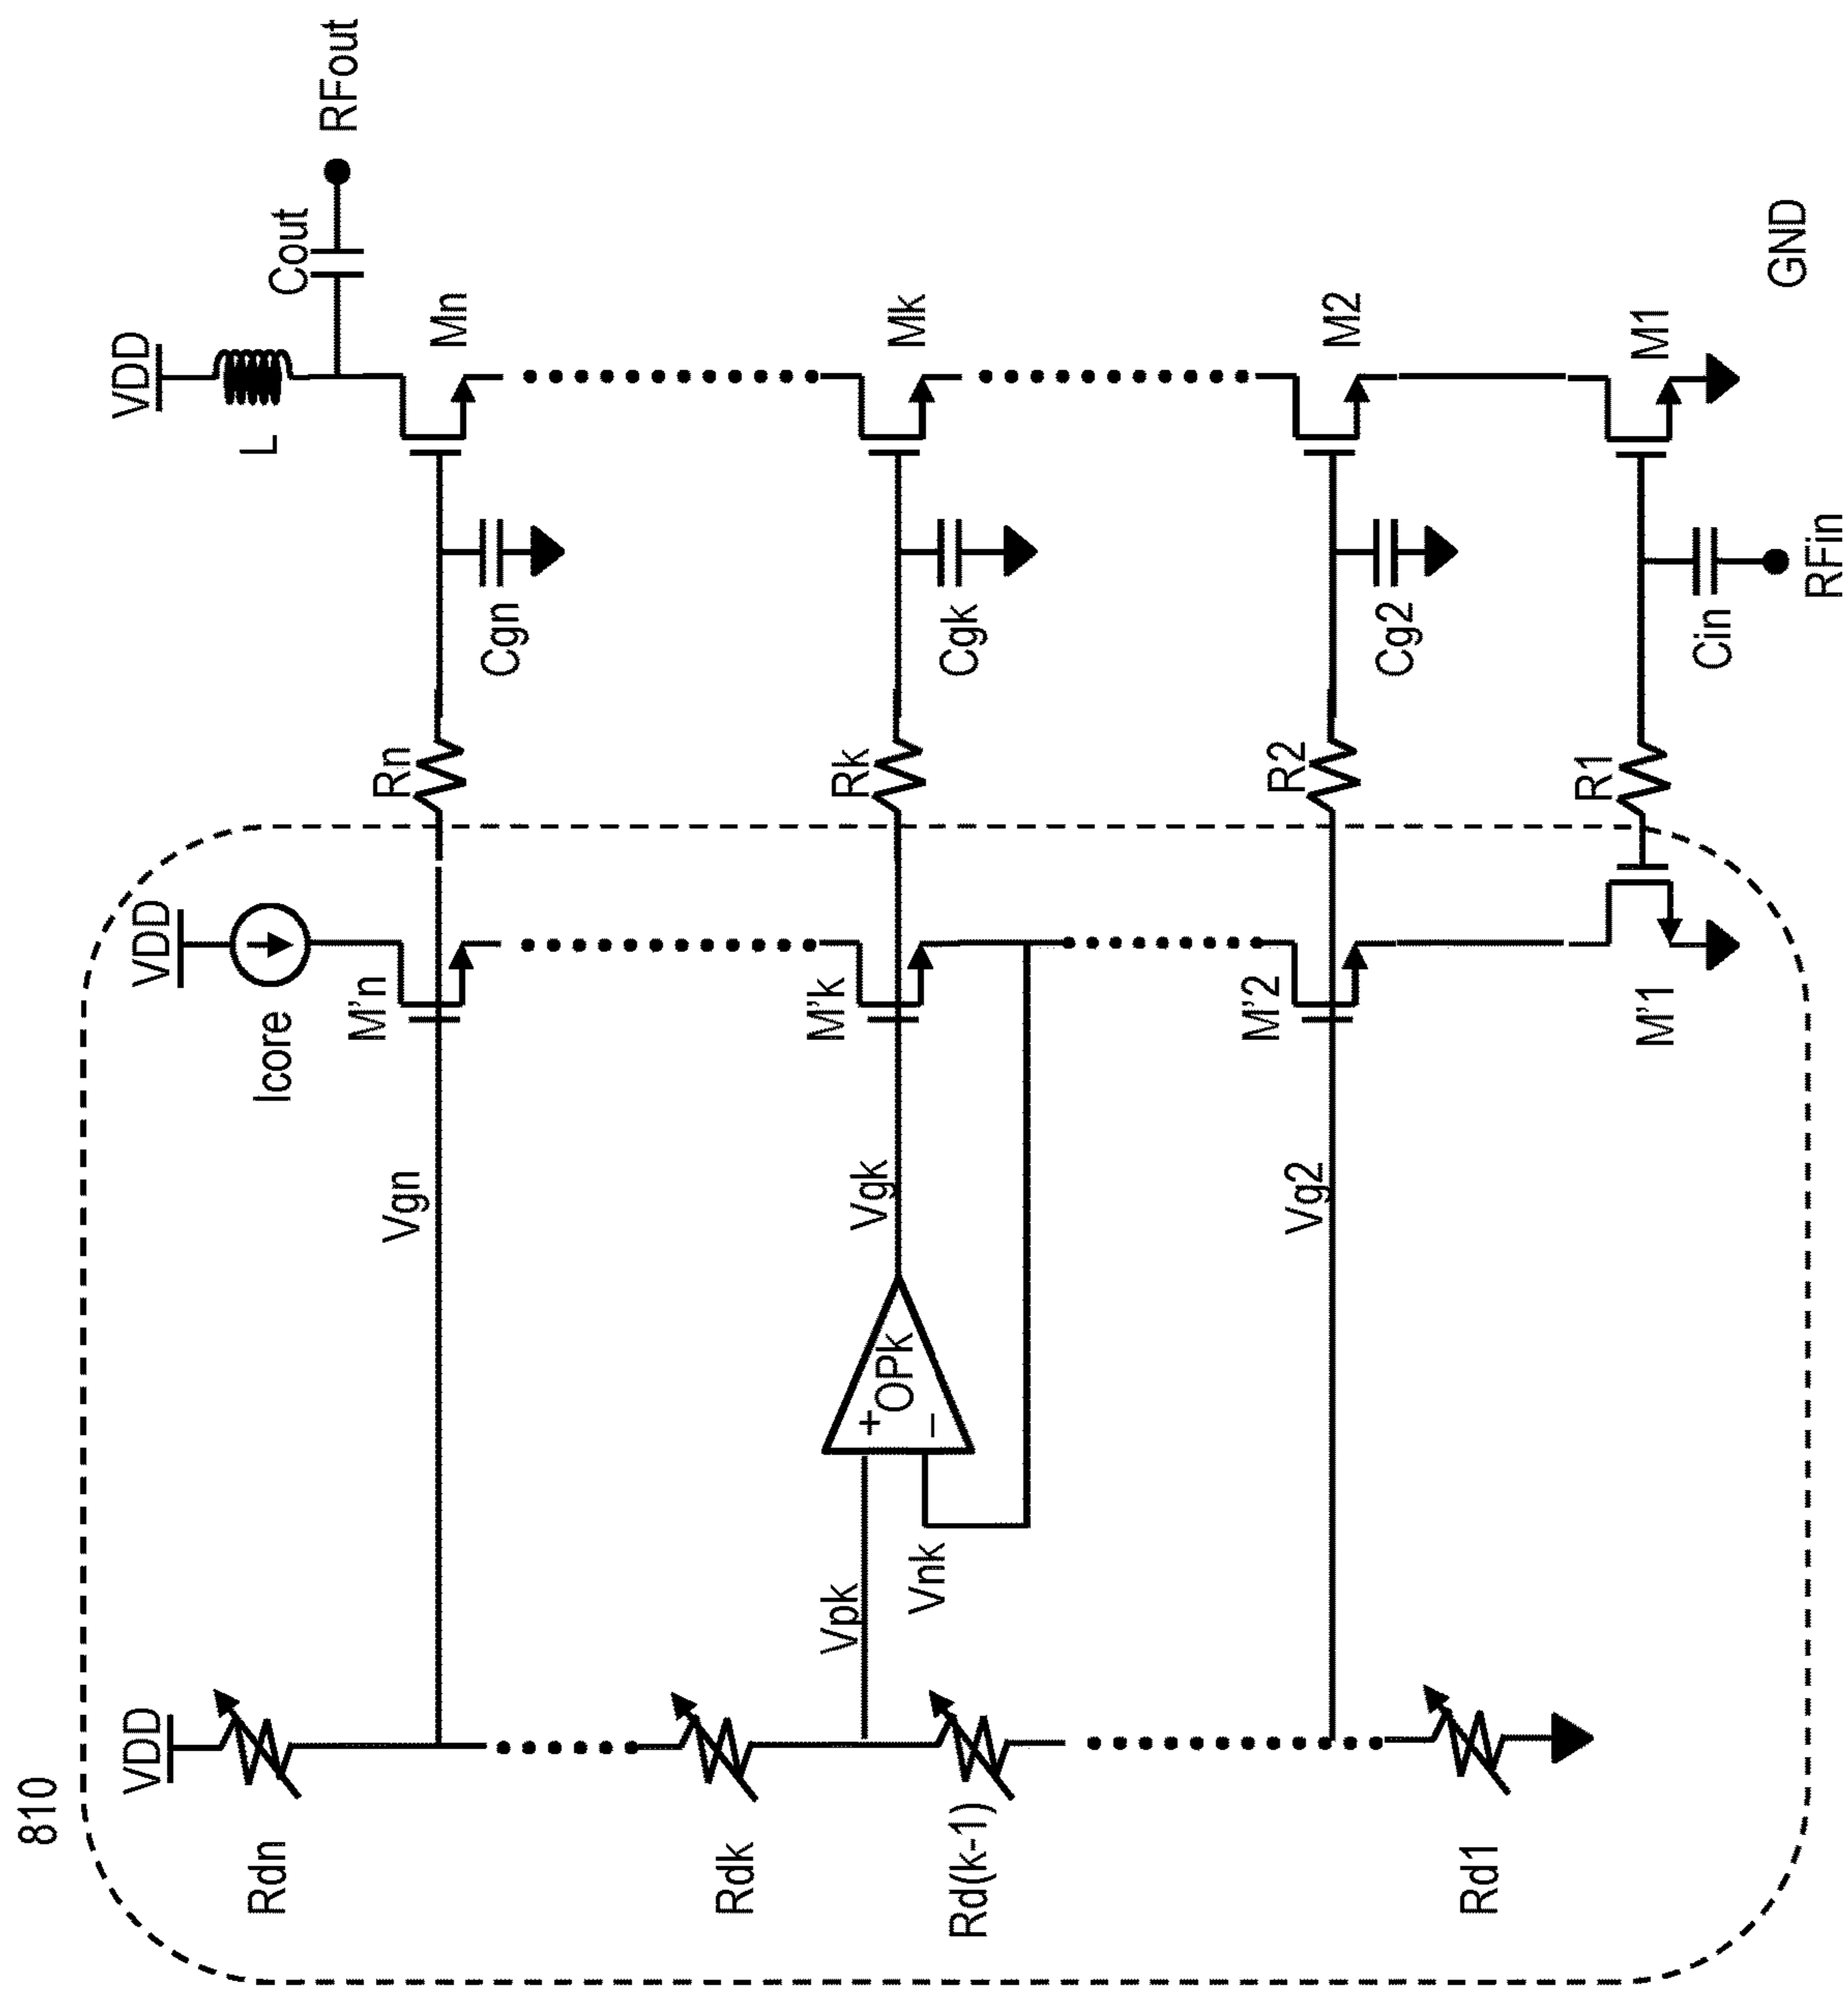 810
VDD
VDD
VDD
L
Cout
RFout
Icore
Rdn
Vgn
M'n
Rn
Cgn
Mn
Rdk
Vpk
Vnk
+
OPk
–
Vgk
M'k
Rk
Cgk
Mk
Rd(k-1)
Vg2
M'2
R2
Cg2
M2
Rd1
M'1
R1
Cin
M1
RFin
GND